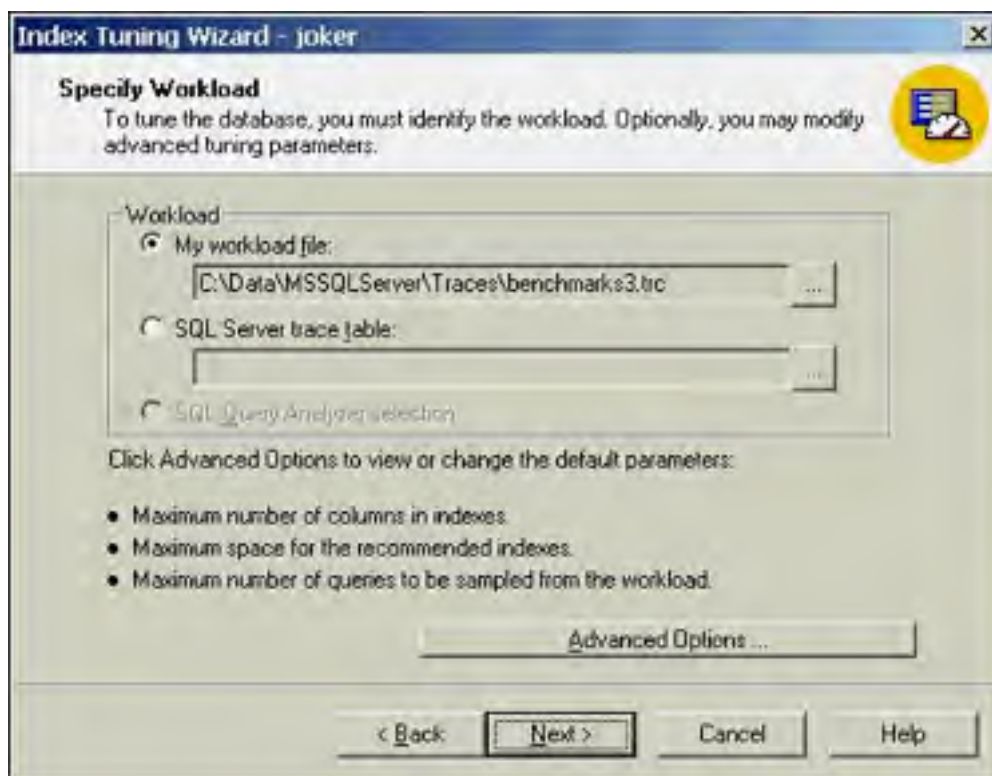 Index Tuning Wizard - joker
Specify Workload
To tune the database, you must identify the workload. Optionally, you may modify
advanced tuning parameters.
Workload
My workload file:
C:\Data\MSSQLServer\Traces\benchmarks3.trc
...
SQL Server trace table:
...
SQL Query Analyzer selection
Click Advanced Options to view or change the default parameters:
• Maximum number of columns in indexes.
• Maximum space for the recommended indexes.
• Maximum number of queries to be sampled from the workload.
Advanced Options ...
< Back
Next >
Cancel
Help